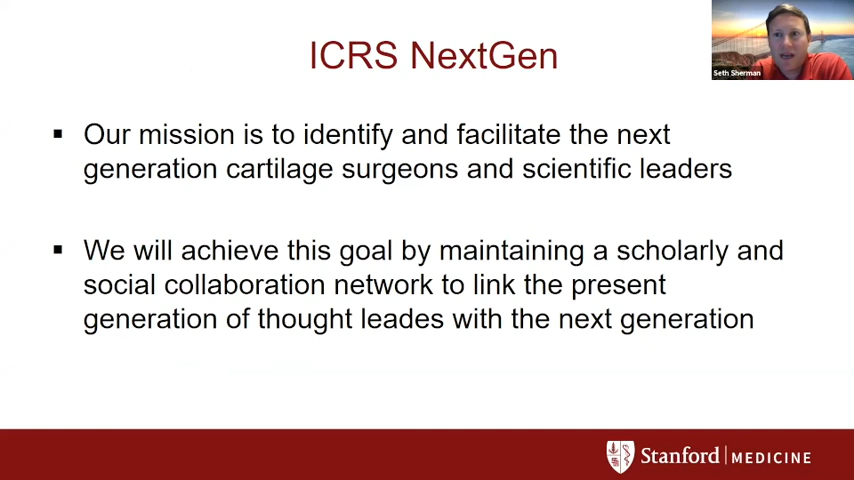 ICRS NextGen
Seth Sherman
▪ Our mission is to identify and facilitate the next
generation cartilage surgeons and scientific leaders
▪ We will achieve this goal by maintaining a scholarly and
social collaboration network to link the present
generation of thought leades with the next generation
Stanford | MEDICINE